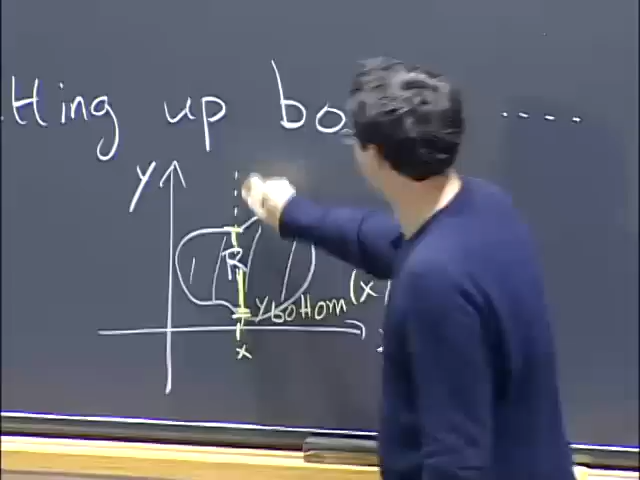 tting up bo .....
y
R
ybottom(x
x